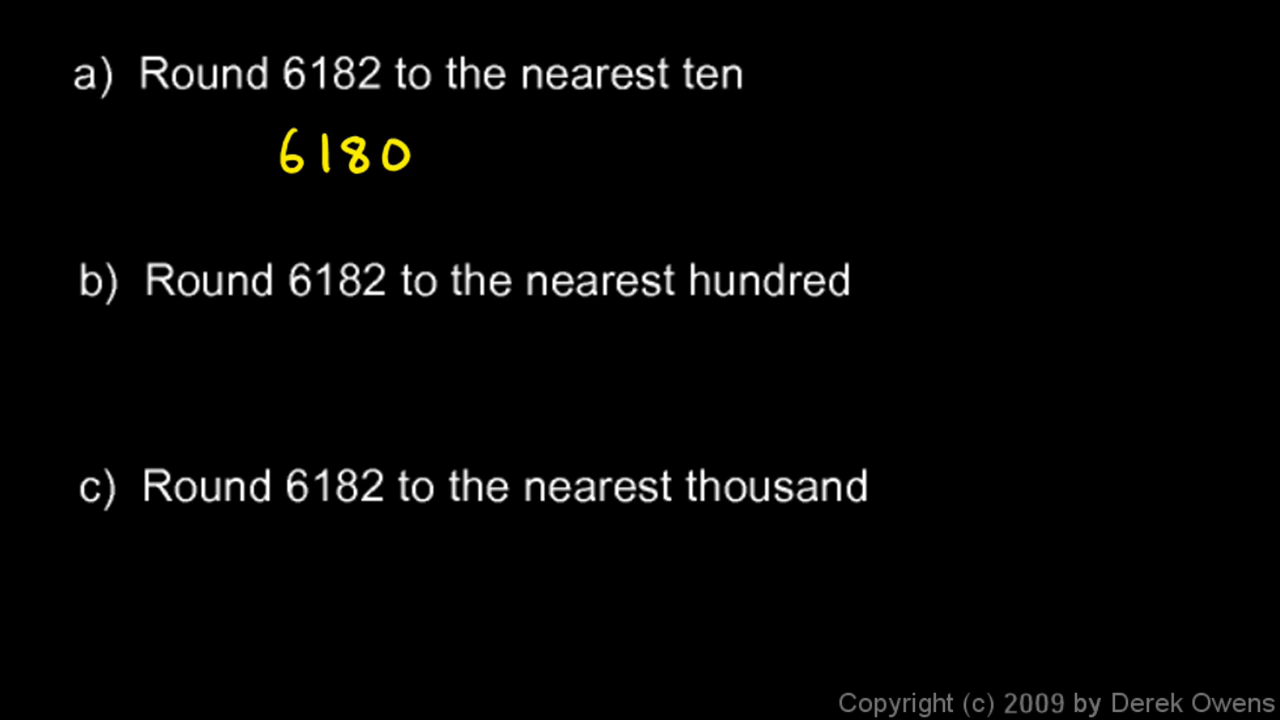 a) Round 6182 to the nearest ten
6180
b) Round 6182 to the nearest hundred
c) Round 6182 to the nearest thousand
Copyright (c) 2009 by Derek Owens